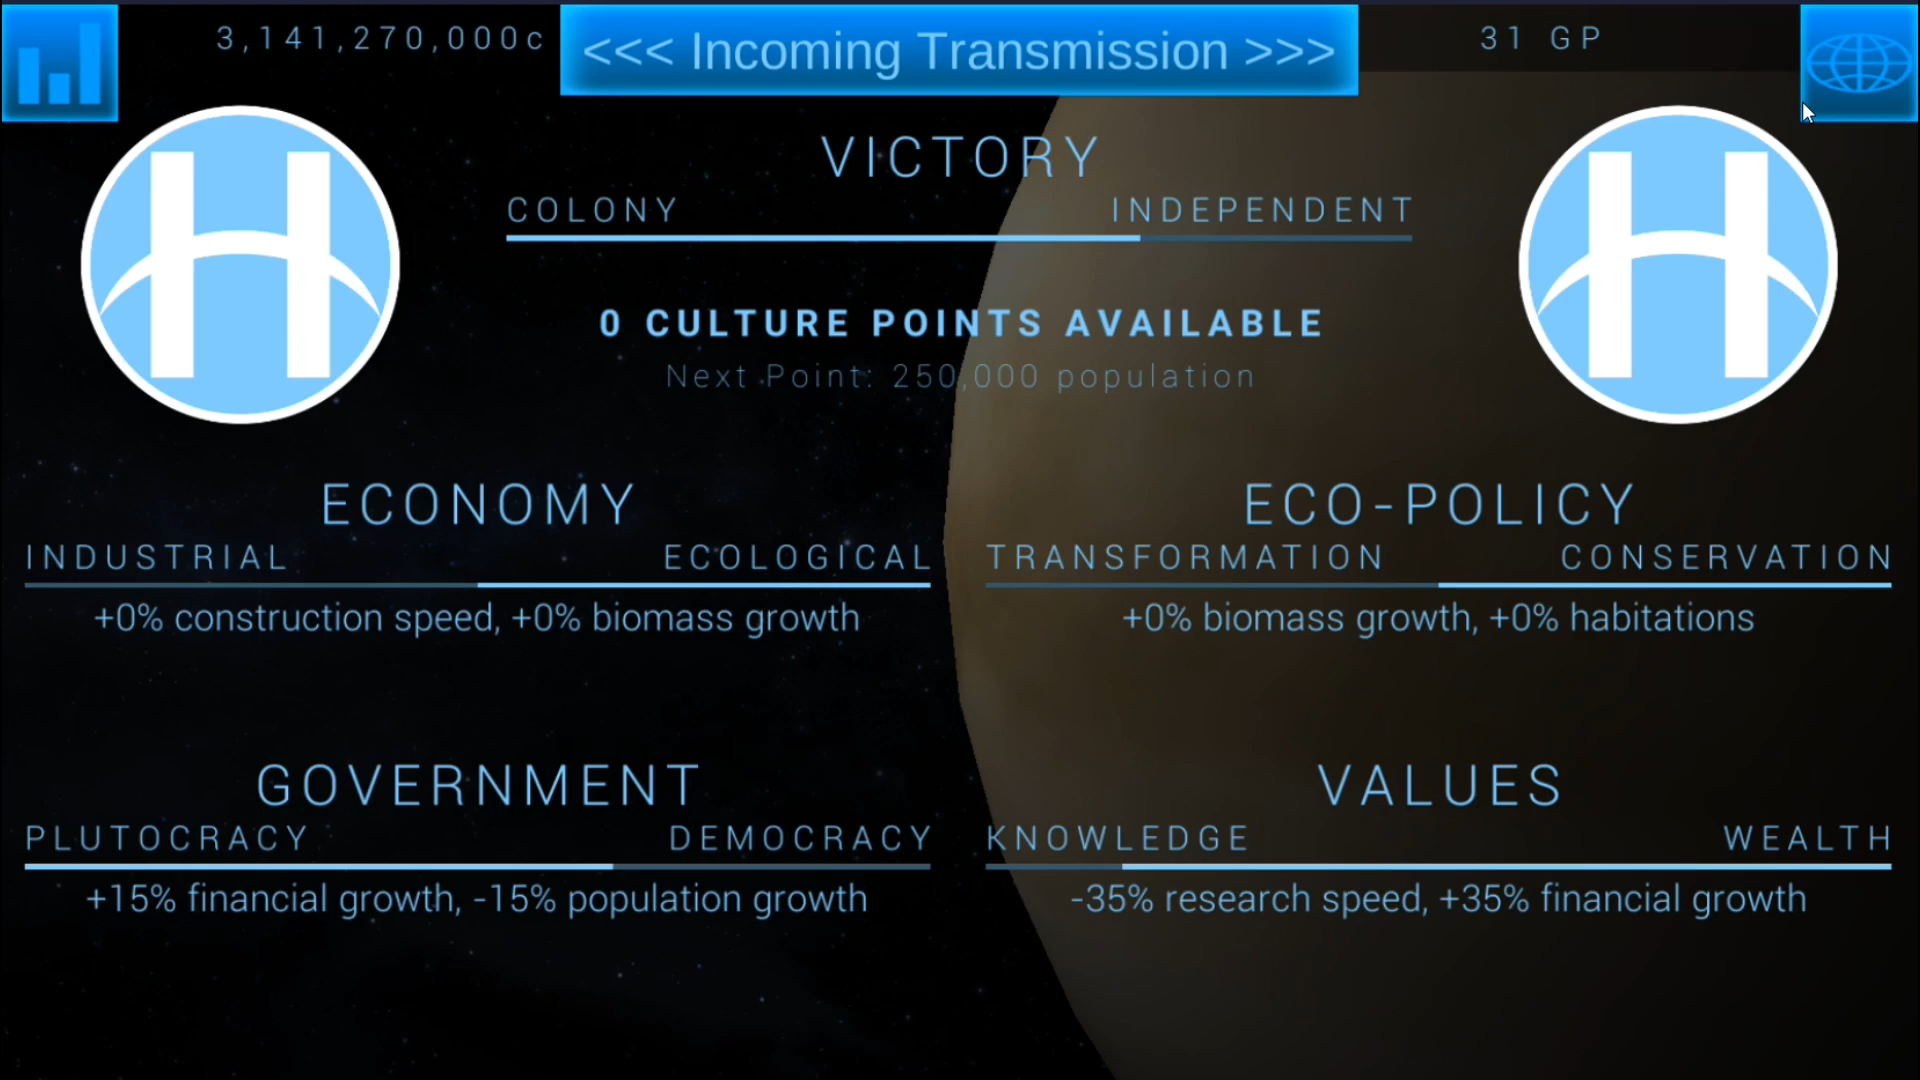 3,141,270,000c
<<< Incoming Transmission >>>
31 GP
VICTORY
COLONY INDEPENDENT
0 CULTURE POINTS AVAILABLE
Next Point: 250,000 population
H
H
ECONOMY
INDUSTRIAL ECOLOGICAL
+0% construction speed, +0% biomass growth
ECO-POLICY
TRANSFORMATION CONSERVATION
+0% biomass growth, +0% habitations
GOVERNMENT
PLUTOCRACY DEMOCRACY
+15% financial growth, -15% population growth
VALUES
KNOWLEDGE WEALTH
-35% research speed, +35% financial growth